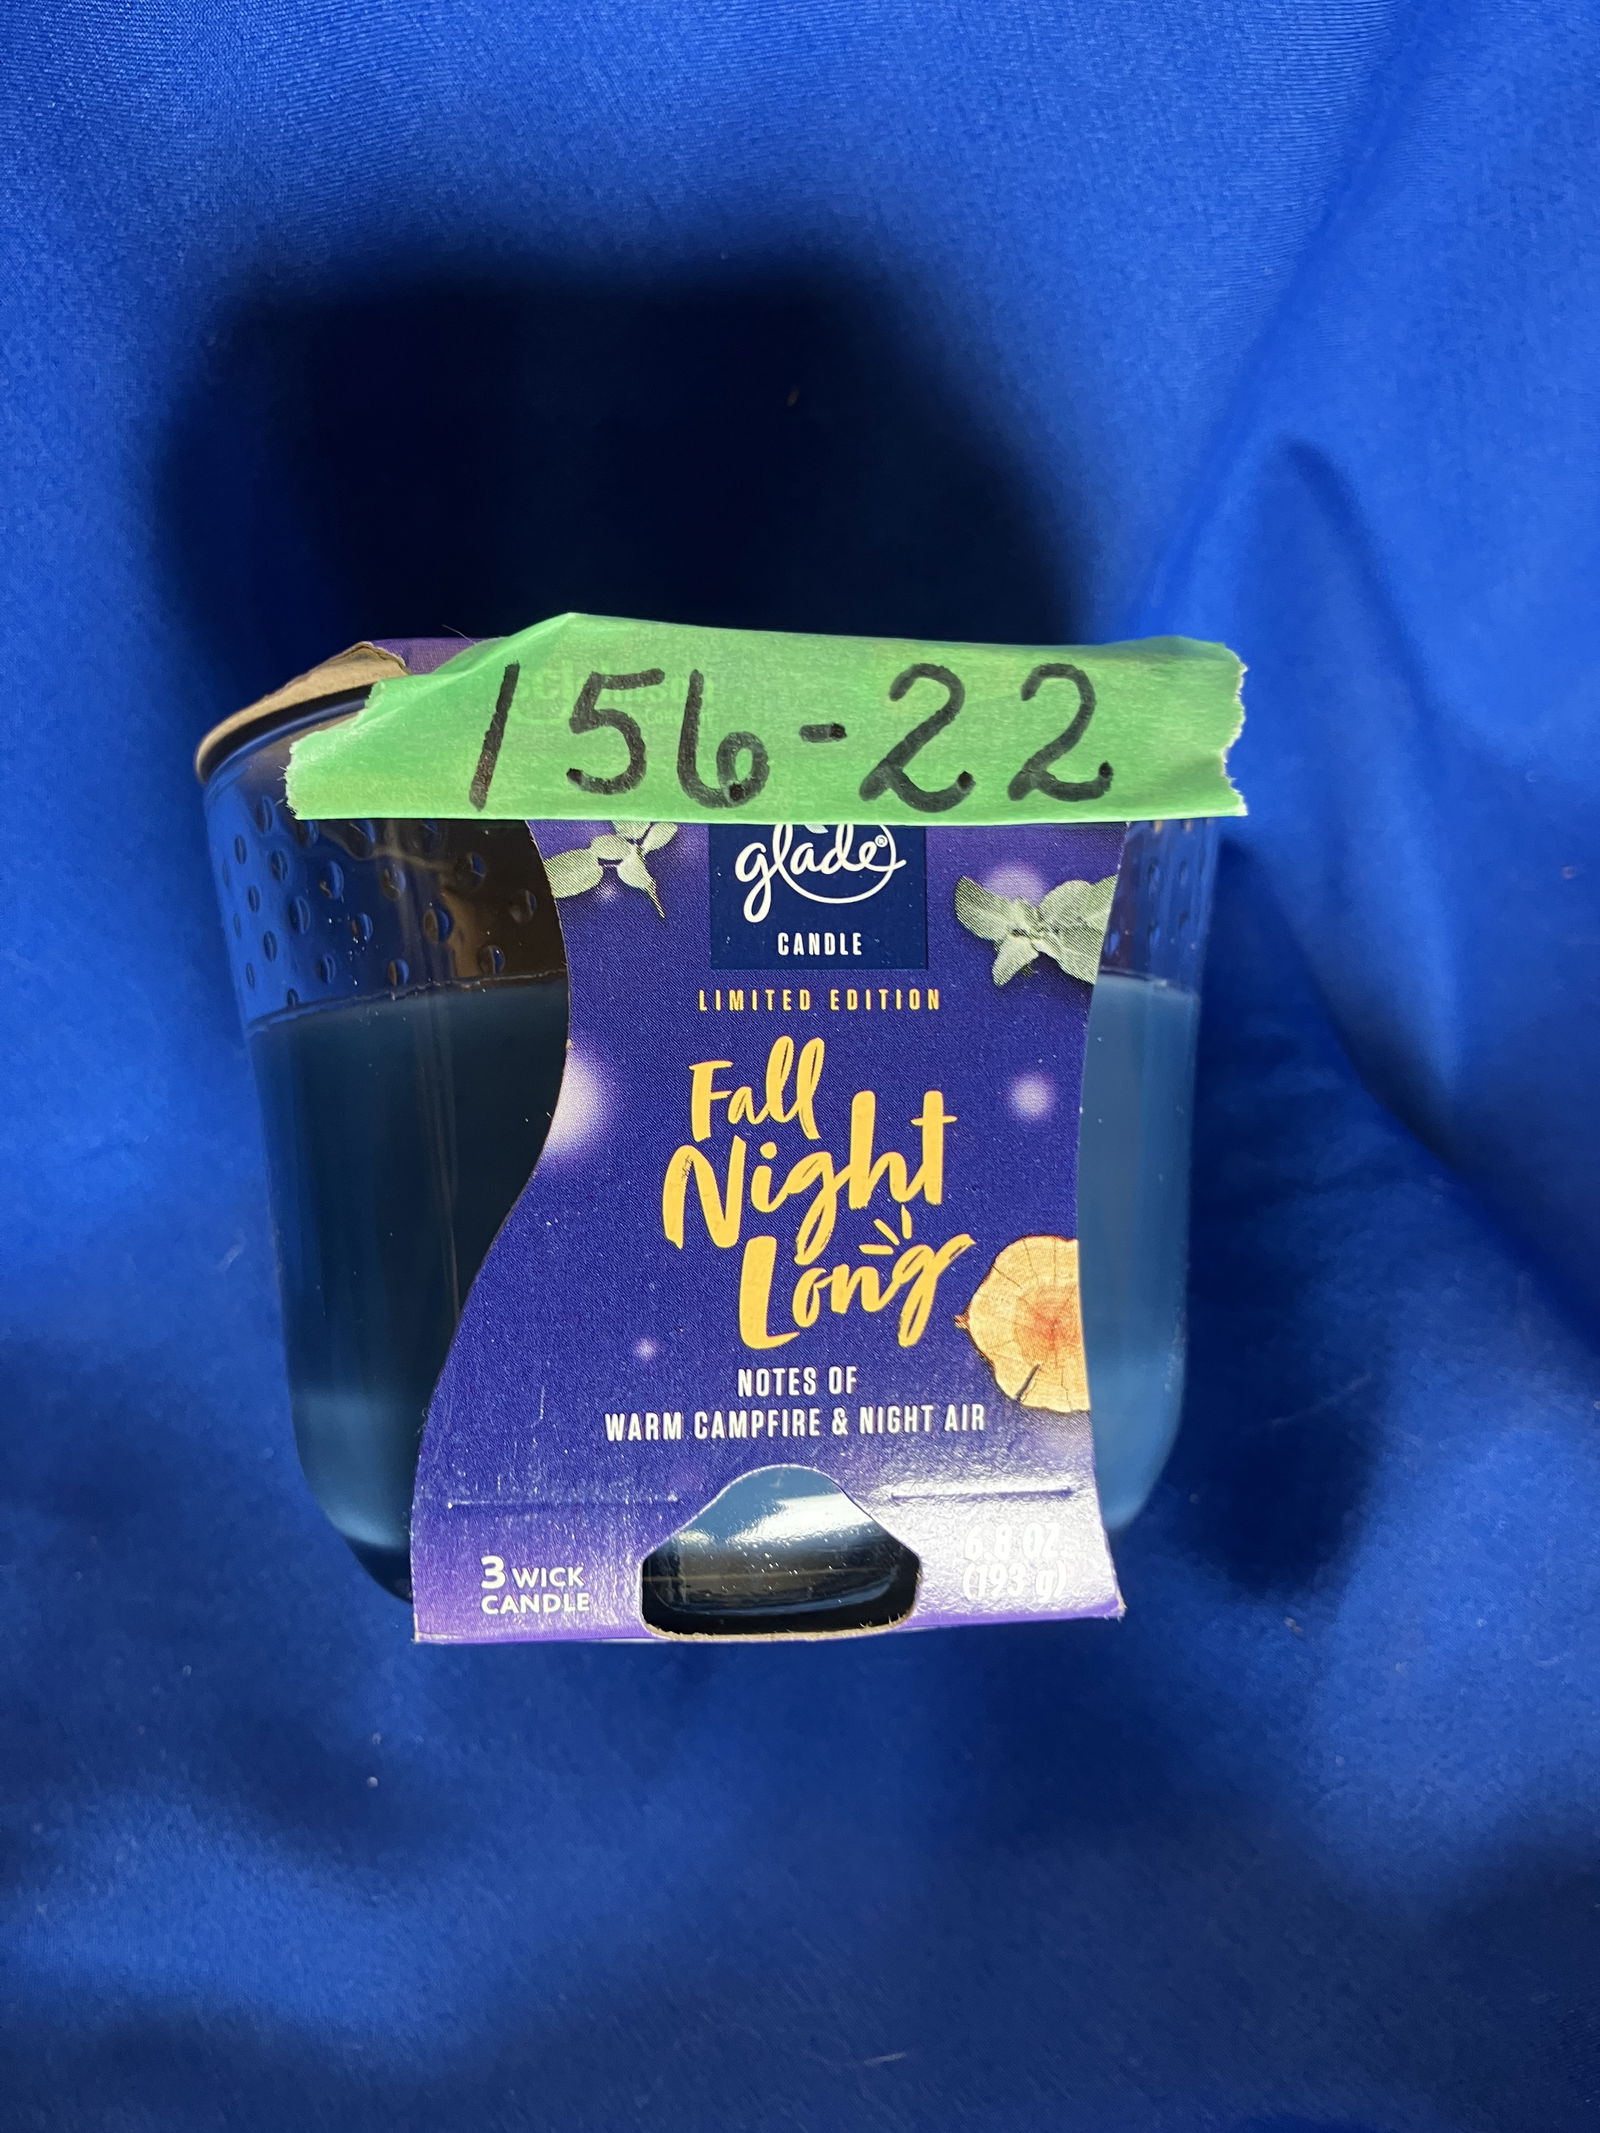 156-22
glade®
CANDLE
LIMITED EDITION
Fall
Night
Long
NOTES OF
WARM CAMPFIRE & NIGHT AIR
3 WICK
CANDLE
6.8 OZ
(193 g)